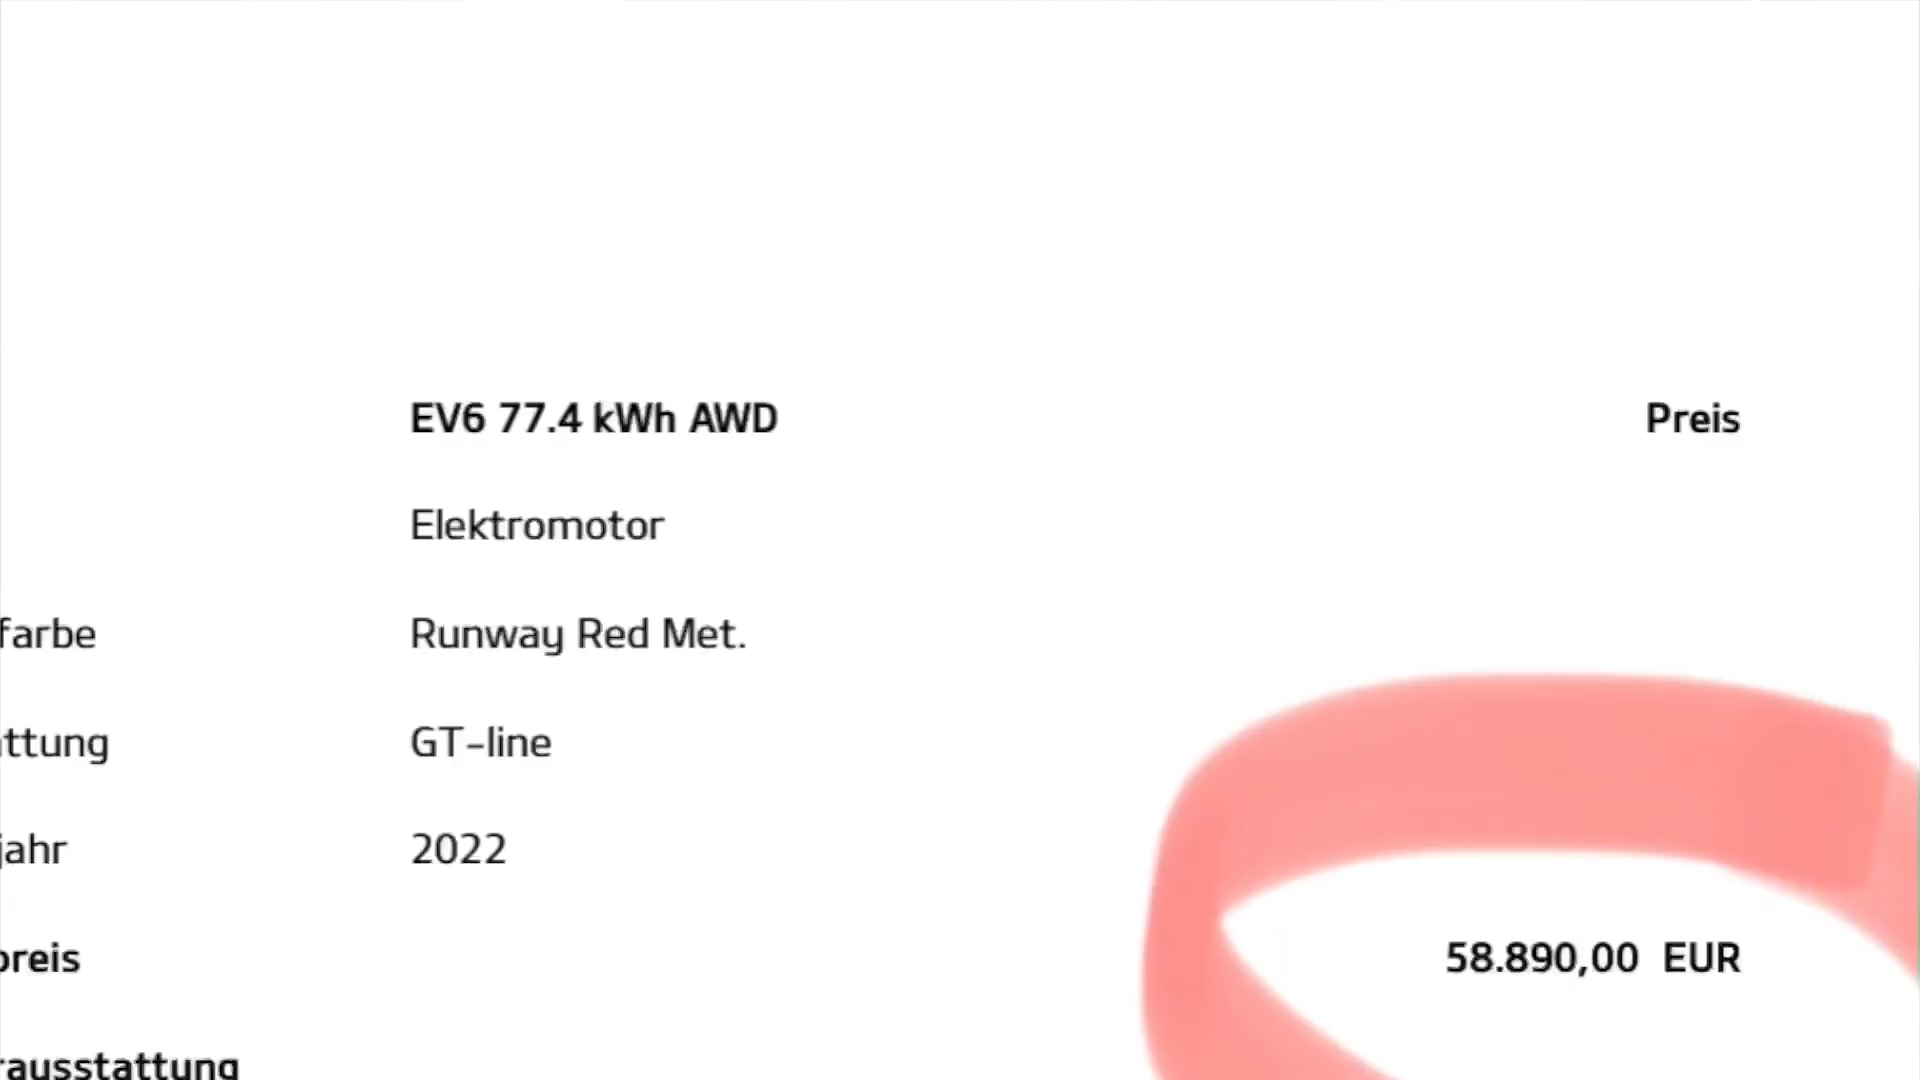 EV6 77.4 kWh AWD Preis
Elektromotor
farbe Runway Red Met.
ttung GT-line
jahr 2022
preis 58.890,00 EUR
rausstattung